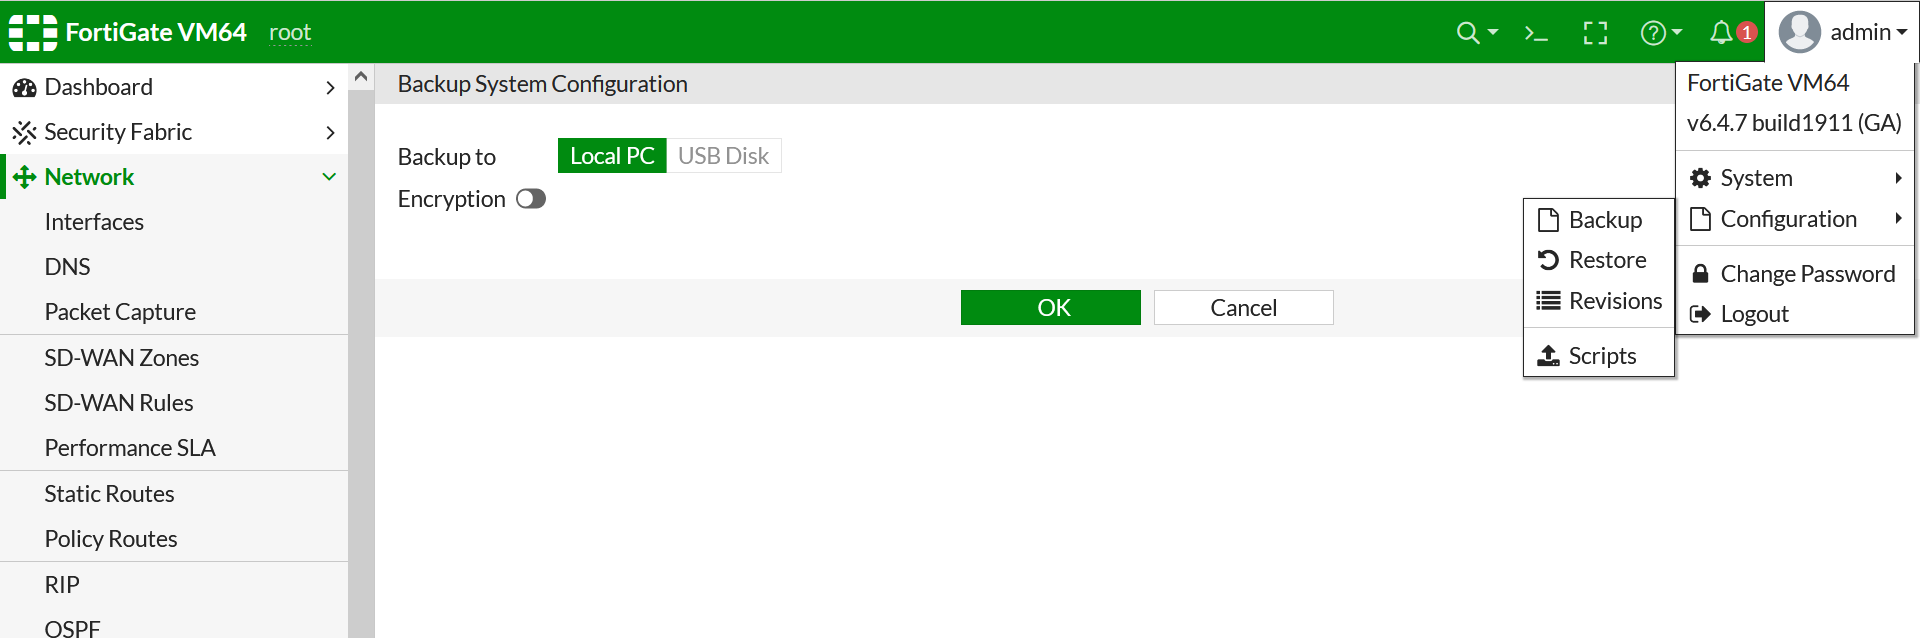 FortiGate VM64 root
1
admin
Dashboard
Security Fabric
Network
Interfaces
DNS
Packet Capture
SD-WAN Zones
SD-WAN Rules
Performance SLA
Static Routes
Policy Routes
RIP
OSPF
Backup System Configuration
Backup to Local PC USB Disk
Encryption
OK Cancel
Backup
Restore
Revisions
Scripts
FortiGate VM64
v6.4.7 build1911 (GA)
System
Configuration
Change Password
Logout